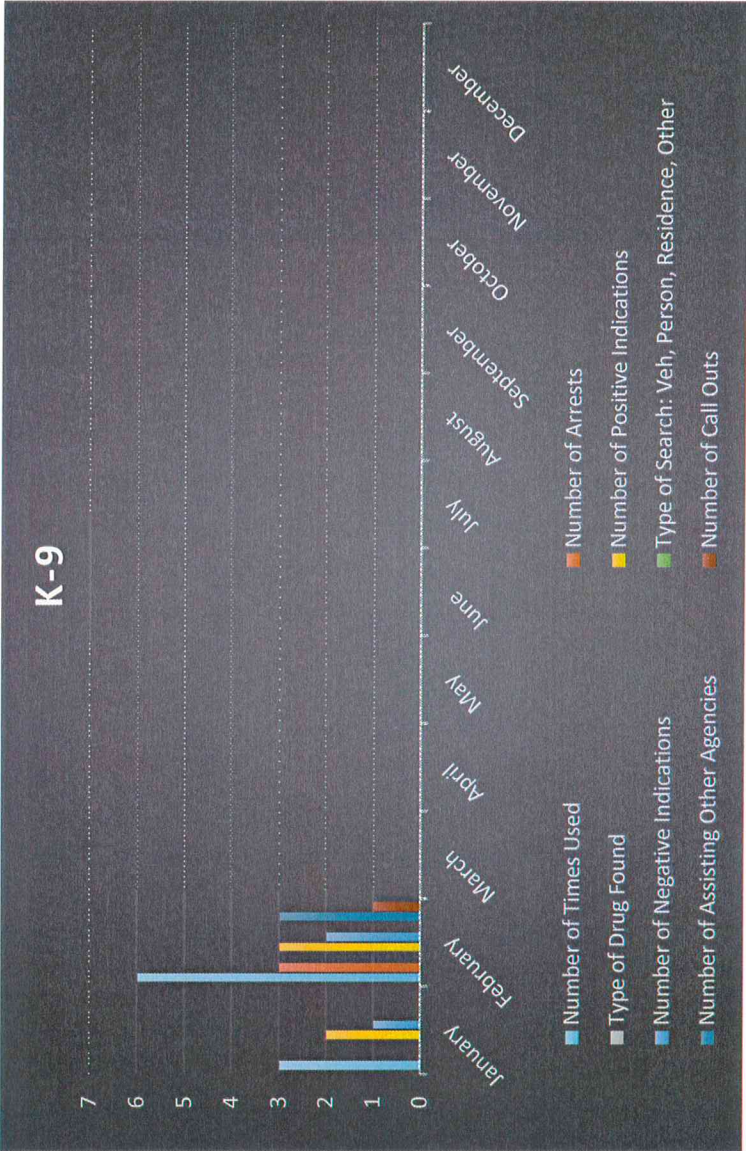 K-9
7
6
5
4
3
2
1
0
January
February
March
April
May
June
July
August
September
October
November
December
Number of Times Used
Number of Arrests
Type of Drug Found
Number of Positive Indications
Number of Negative Indications
Type of Search: Veh, Person, Residence, Other
Number of Assisting Other Agencies
Number of Call Outs